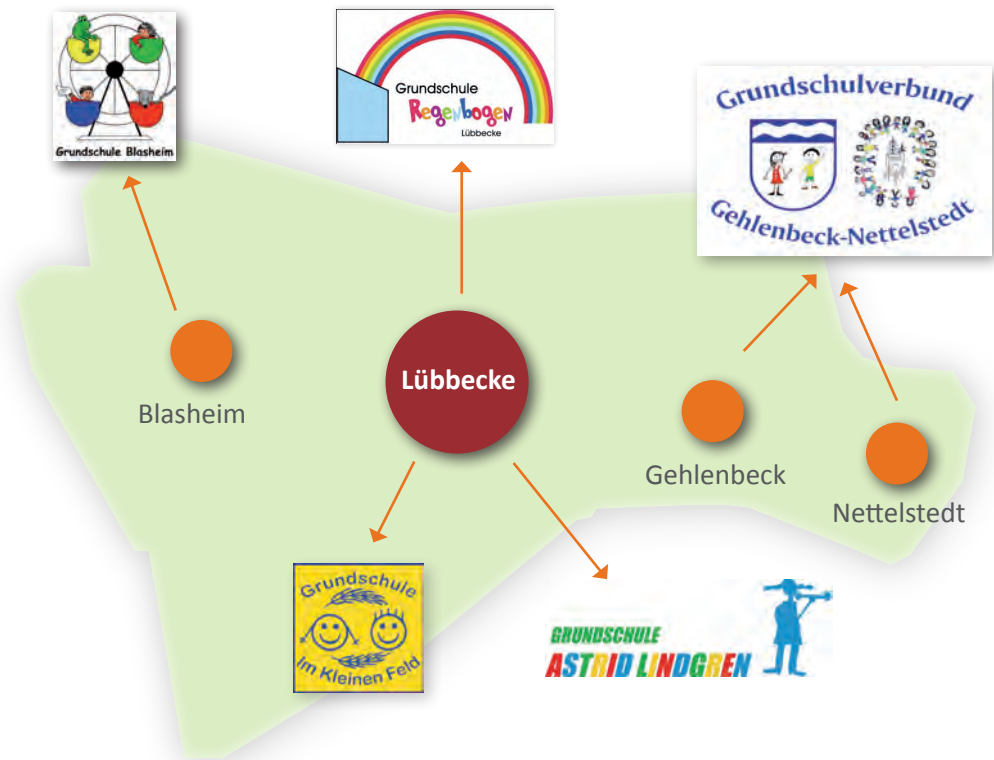 Grundschule Blasheim
Grundschule
Regenbogen
Lübbecke
Grundschulverbund
Gehlenbeck-Nettelstedt
Lübbecke
Blasheim
Gehlenbeck
Nettelstedt
Grundschule
im Kleinen Feld
GRUNDSCHULE
ASTRID LINDGREN